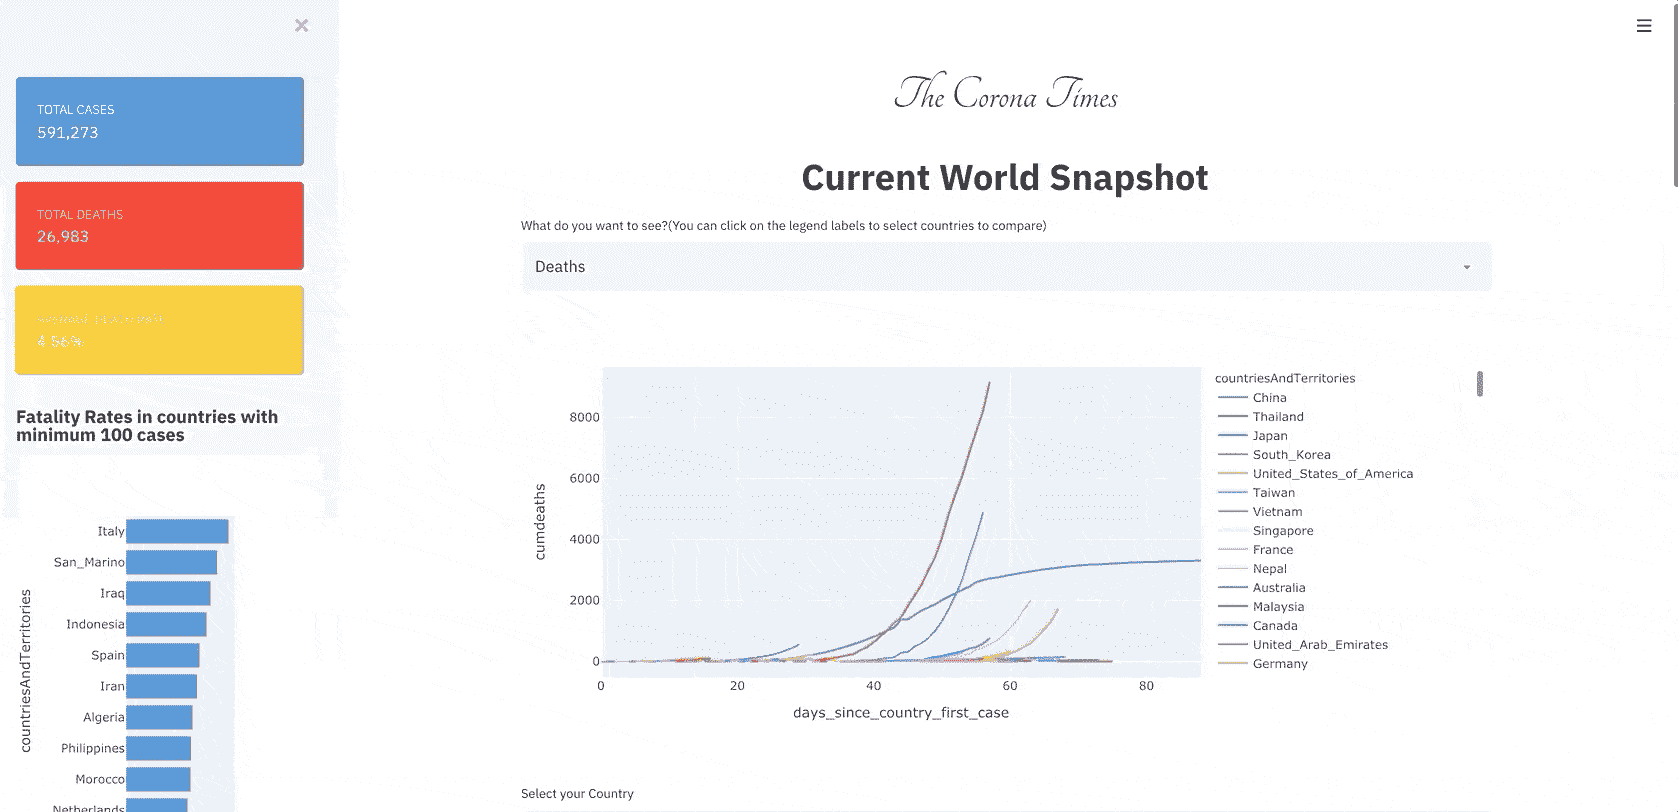 TOTAL CASES
591,273
TOTAL DEATHS
26,983
Fatality Rates in countries with
minimum 100 cases
countriesAndTerritories
Italy
San_Marino
Iraq
Indonesia
Spain
Iran
Algeria
Philippines
Morocco
Netherlands
The Corona Times
Current World Snapshot
What do you want to see?(You can click on the legend labels to select countries to compare)
Deaths
cumdeaths
8000
6000
4000
2000
0
0 20 40 60 80
days_since_country_first_case
countriesAndTerritories
China
Thailand
Japan
South_Korea
United_States_of_America
Taiwan
Vietnam
Singapore
France
Nepal
Australia
Malaysia
Canada
United_Arab_Emirates
Germany
Select your Country